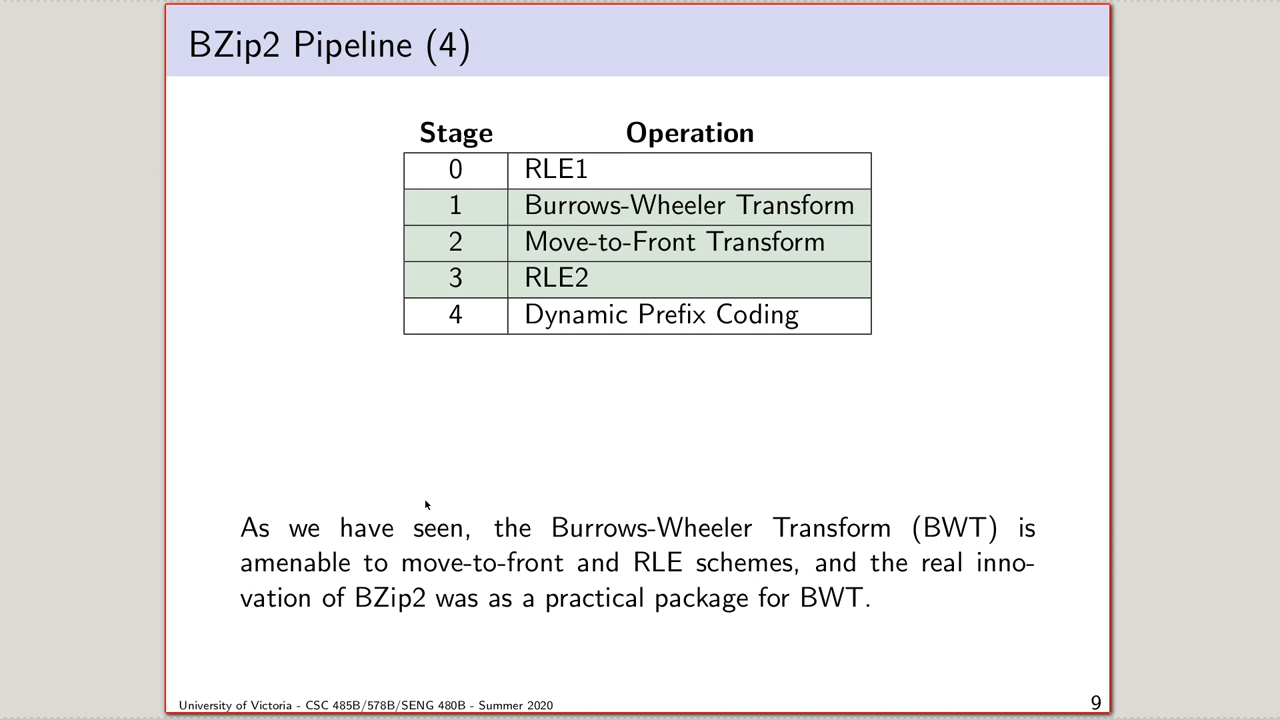 BZip2 Pipeline (4)
Stage Operation
0 RLE1
1 Burrows-Wheeler Transform
2 Move-to-Front Transform
3 RLE2
4 Dynamic Prefix Coding
As we have seen, the Burrows-Wheeler Transform (BWT) is
amenable to move-to-front and RLE schemes, and the real inno-
vation of BZip2 was as a practical package for BWT.
University of Victoria - CSC 485B/578B/SENG 480B - Summer 2020
9